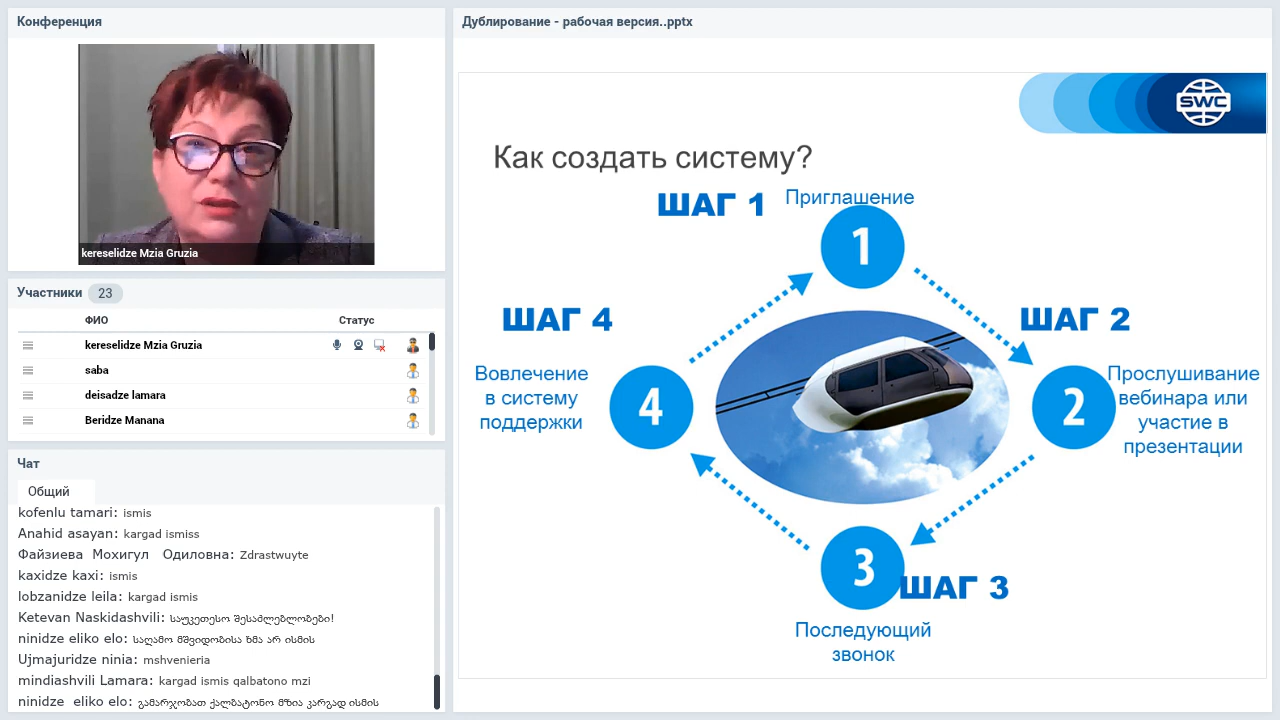 Конференция
kereselidze Mzia Gruzia
Участники 23
ФИО Статус
kereselidze Mzia Gruzia
saba
deisadze lamara
Beridze Manana
Чат
Общий
kofenlu tamari: ismis
Anahid asayan: kargad ismiss
Файзиева Мохигул Одиловна: Zdrastwuyte
kaxidze kaxi: ismis
lobzanidze leila: kargad ismis
Ketevan Naskidashvili: საუკეთესო შესაძლებლობები!
ninidze eliko elo: საღამო მშვიდობისა ხმა არ ისმის
Ujmajuridze ninia: mshvenieria
mindiashvili Lamara: kargad ismis qalbatono mzi
ninidze eliko elo: გამარჯობათ ქალბატონო მზია კარგად ისმის
Дублирование - рабочая версия..pptx
SWC
Как создать систему?
ШАГ 1 Приглашение
1
ШАГ 2
2
Прослушивание
вебинара или
участие в
презентации
3
ШАГ 3
Последующий
звонок
ШАГ 4
Вовлечение
в систему
поддержки
4